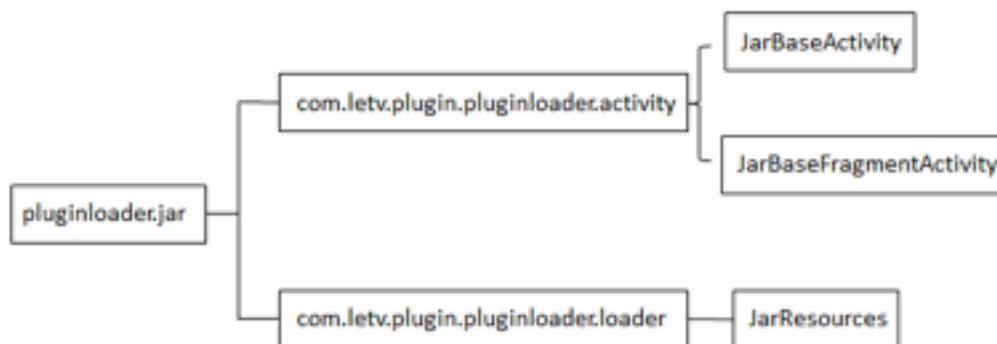 JarBaseActivity
com.letv.plugin.pluginloader.activity
JarBaseFragmentActivity
pluginloader.jar
com.letv.plugin.pluginloader.loader
JarResources